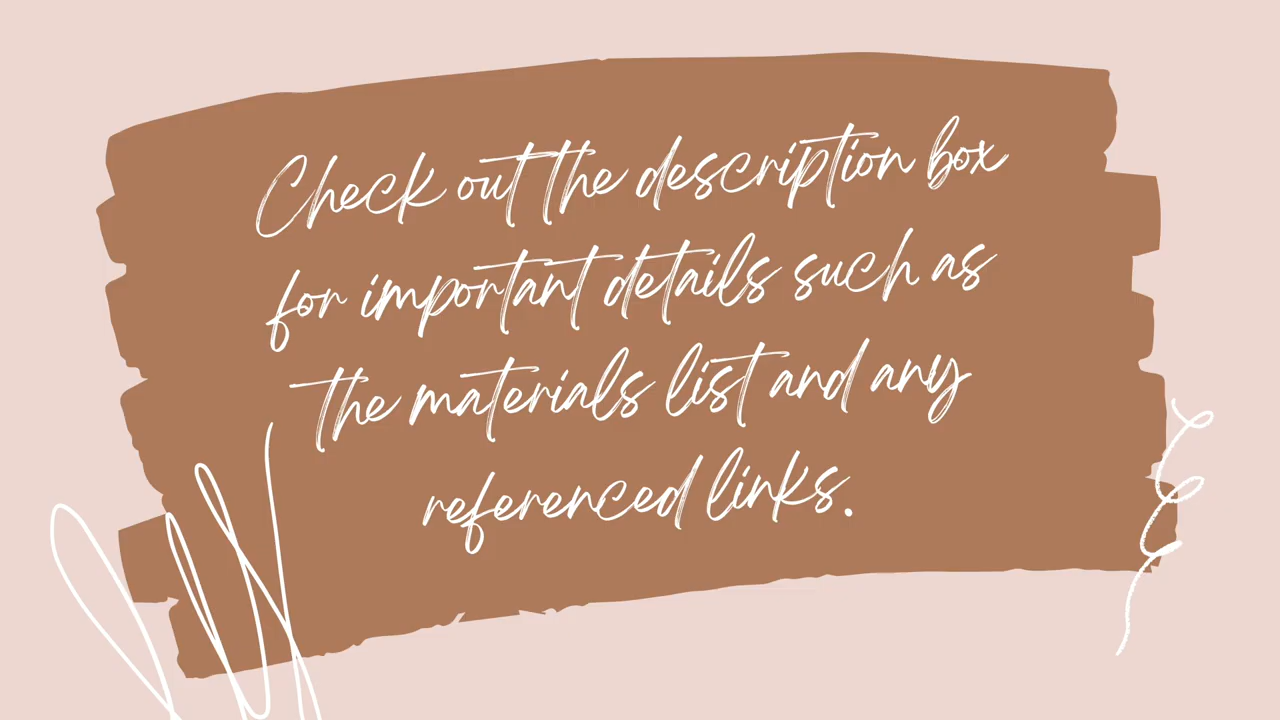 Check out the description box
for important details such as
the materials list and any
referenced links.